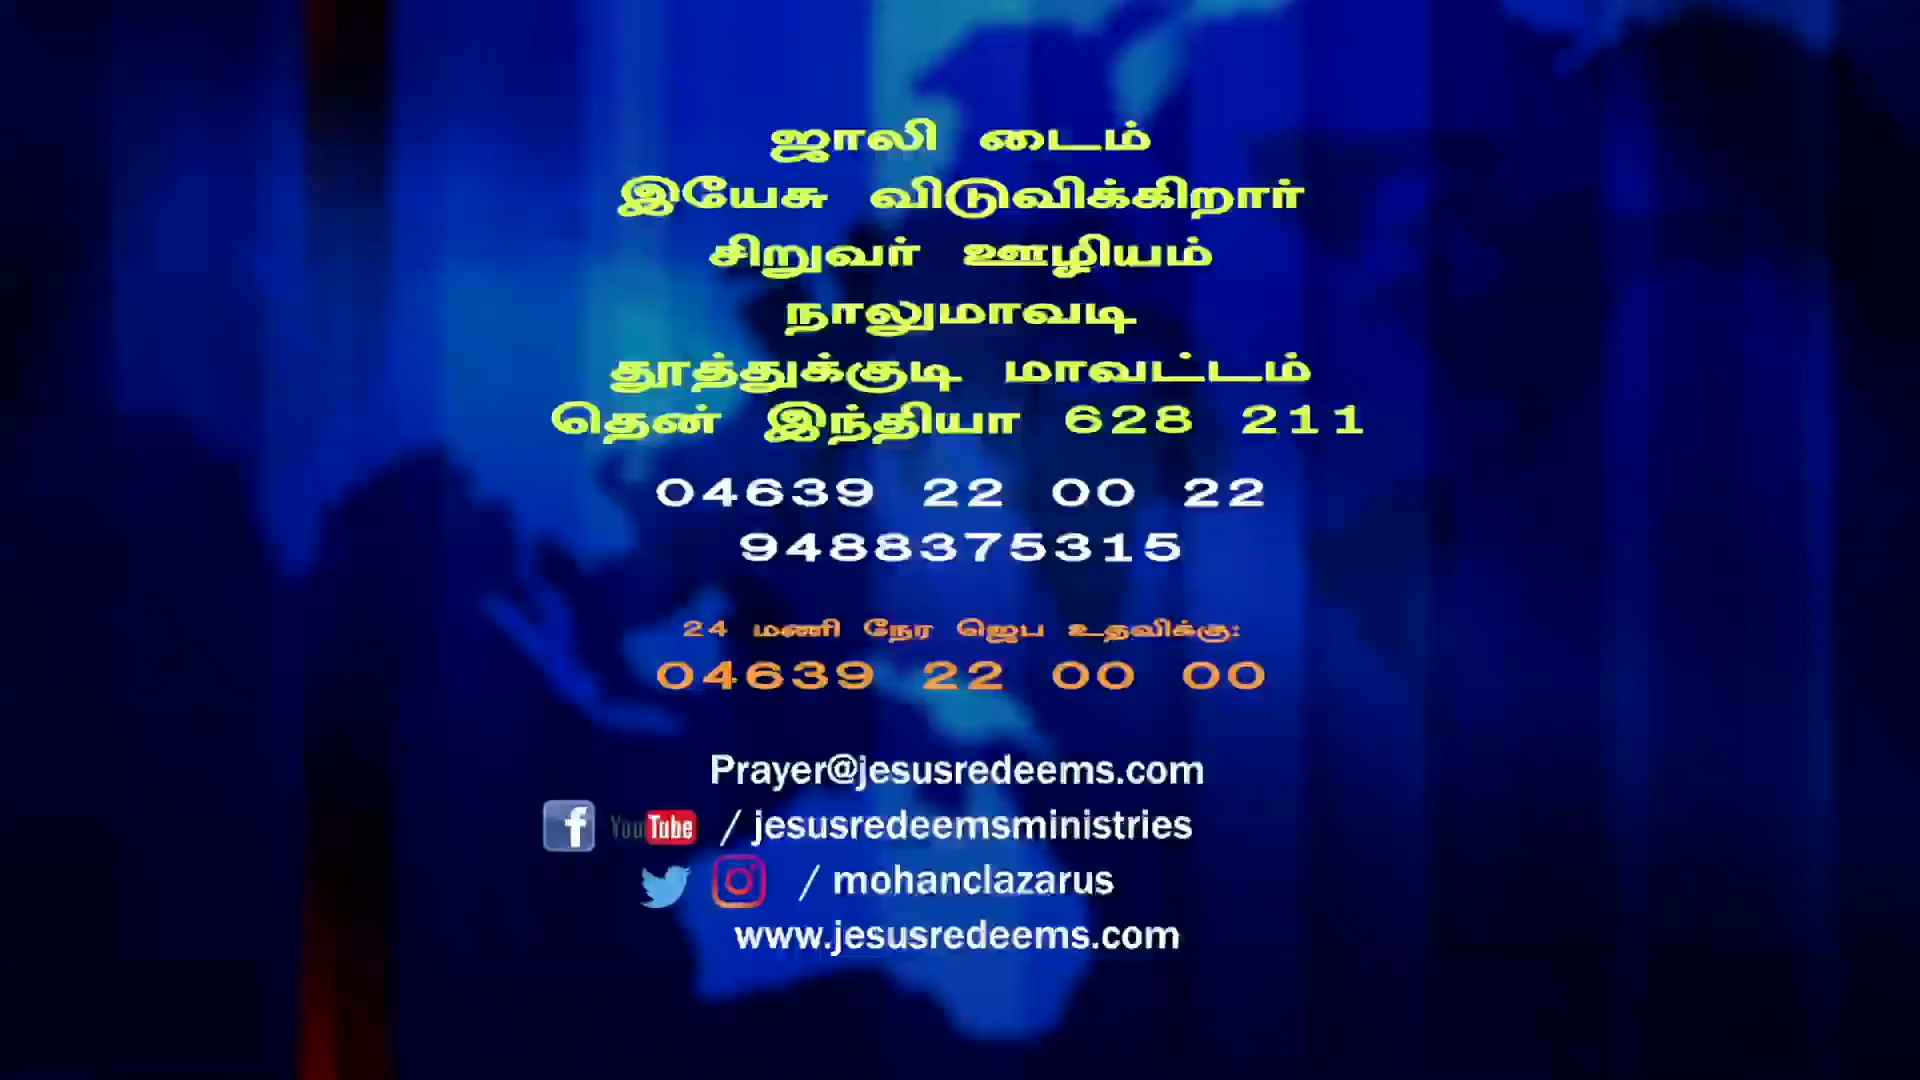 ஜாலி டைம்
இயேசு விடுவிக்கிறார்
சிறுவர் ஊழியம்
நாலுமாவடி
தூத்துக்குடி மாவட்டம்
தென் இந்தியா 628 211
04639 22 00 22
9488375315
24 மணி நேர ஜெப உதவிக்கு:
04639 22 00 00
Prayer@jesusredeems.com
f YouTube / jesusredeemsministries
/ mohanclazarus
www.jesusredeems.com